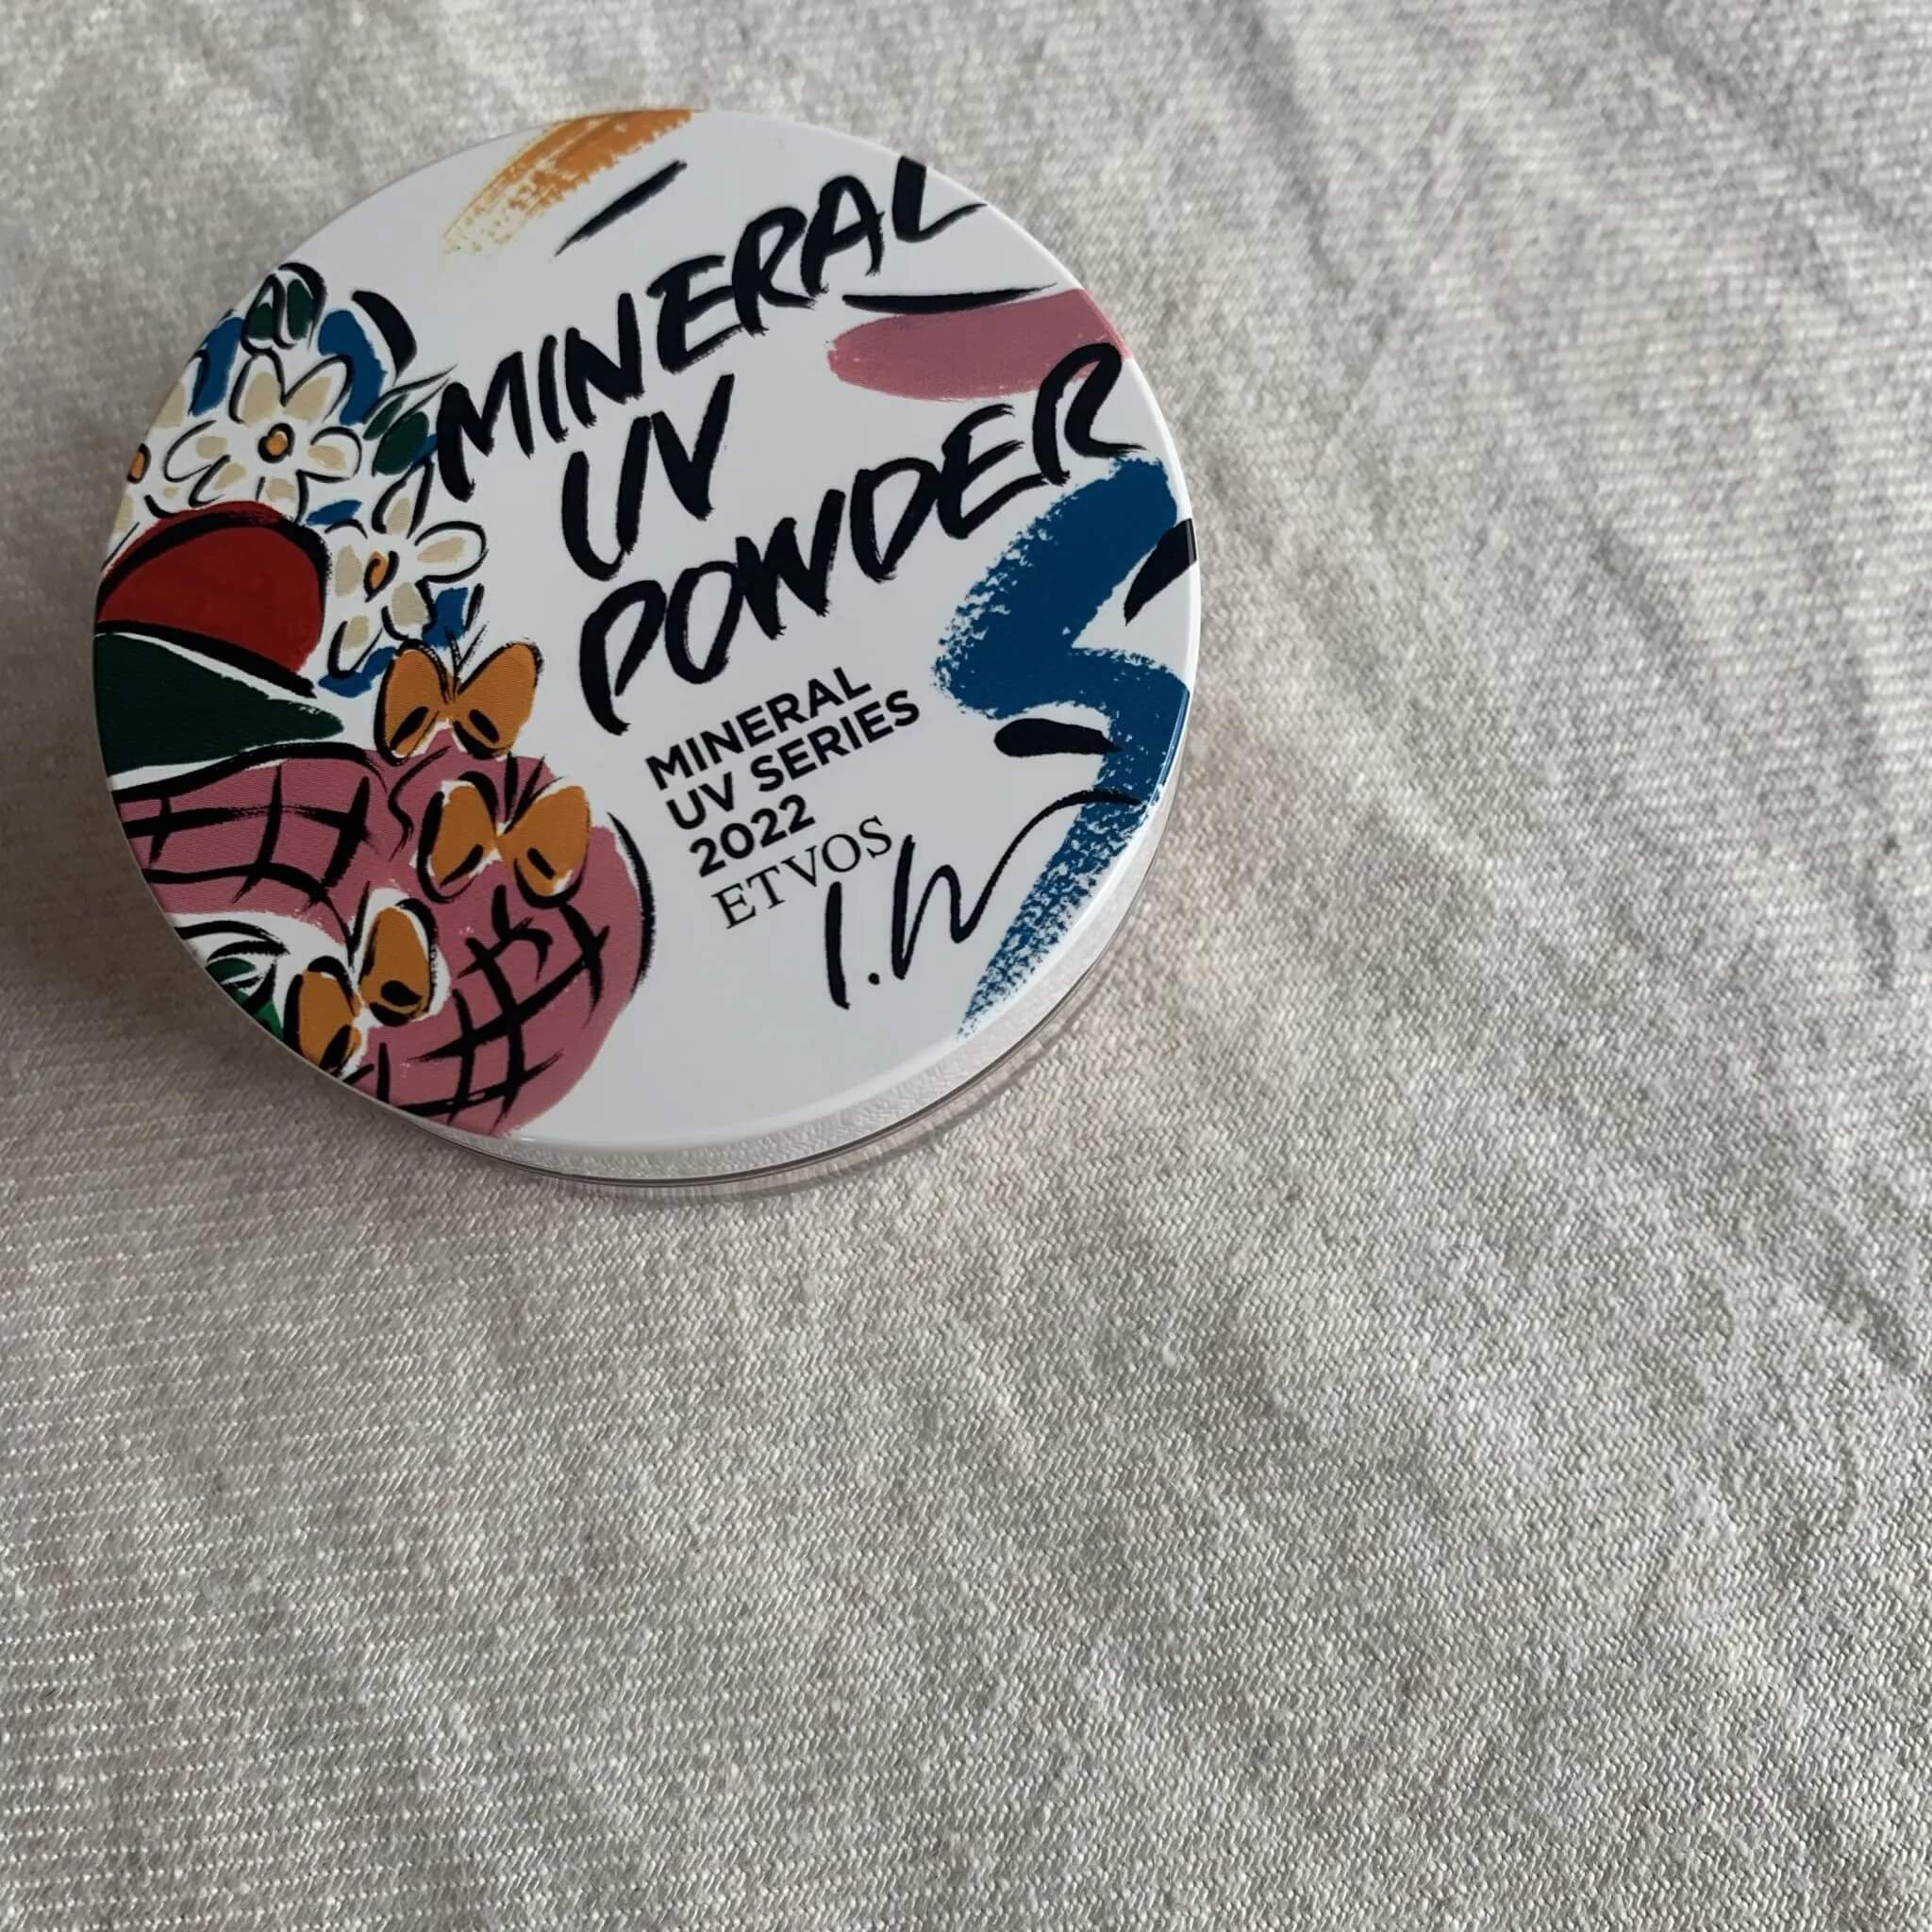 MINERAL
UV
POWDER
MINERAL
UV SERIES
2022
ETVOS
I.W